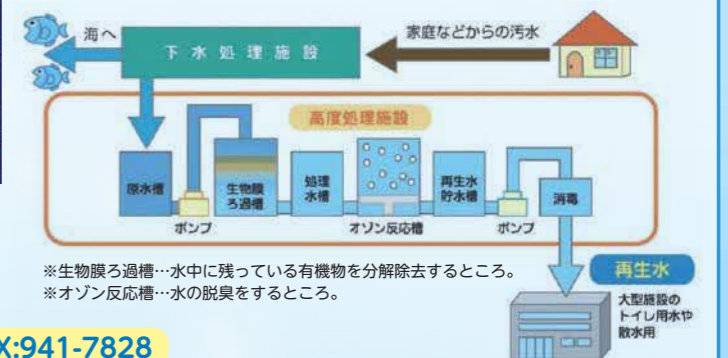 海へ
下水処理施設
家庭などからの汚水
高度処理施設
原水槽
ポンプ
生物膜
ろ過槽
処理
水槽
オゾン反応槽
再生水
貯水槽
ポンプ
消毒
※生物膜ろ過槽…水中に残っている有機物を分解除去するところ。
※オゾン反応槽…水の脱臭をするところ。
再生水
大型施設の
トイレ用水や
散水用
X:941-7828